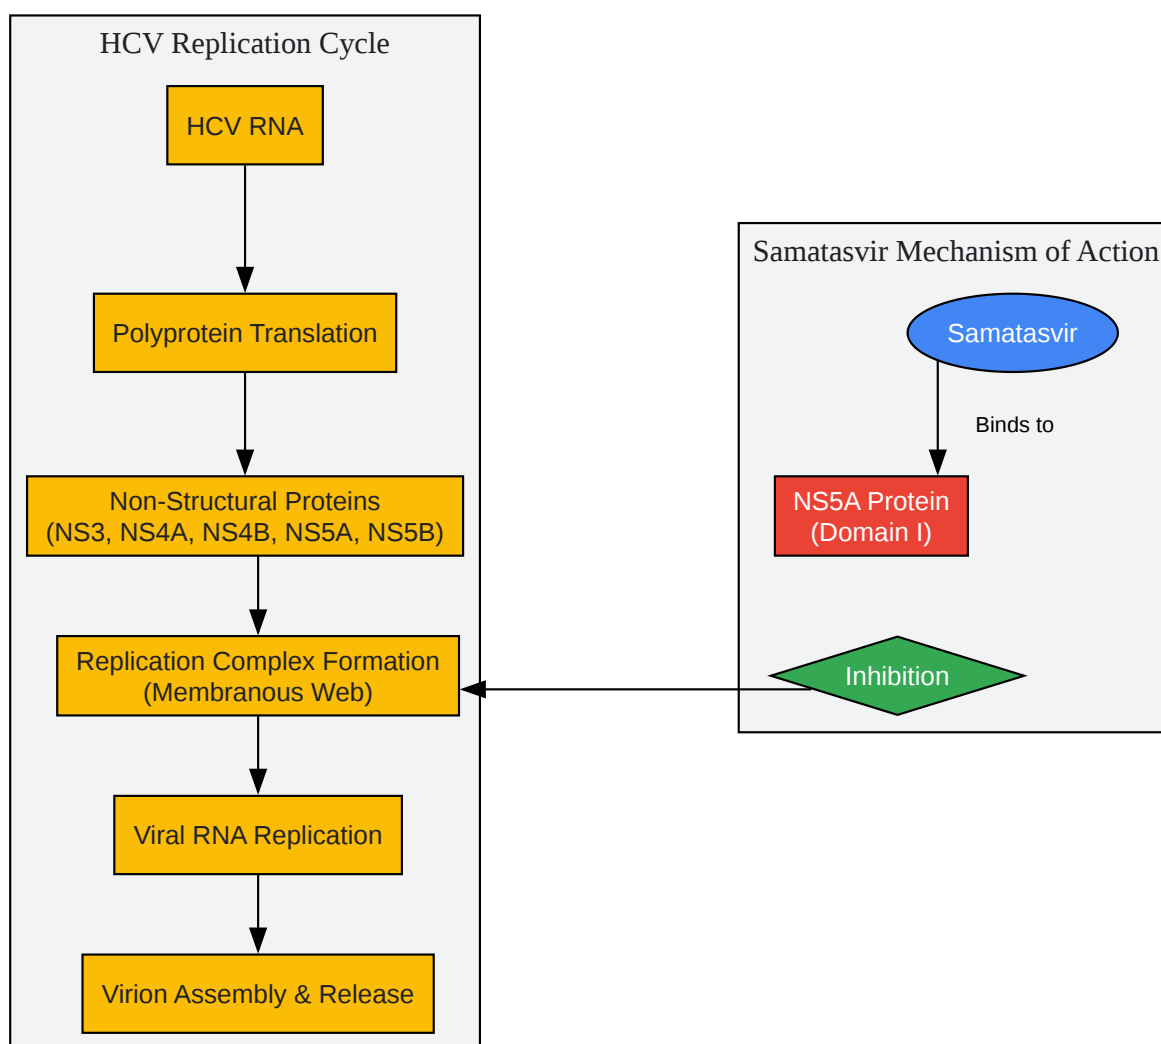 HCV Replication Cycle
HCV RNA
Polyprotein Translation
Non-Structural Proteins
(NS3, NS4A, NS4B, NS5A, NS5B)
Replication Complex Formation
(Membranous Web)
Viral RNA Replication
Virion Assembly & Release
Samatasvir Mechanism of Action
Samatasvir
Binds to
NS5A Protein
(Domain I)
Inhibition